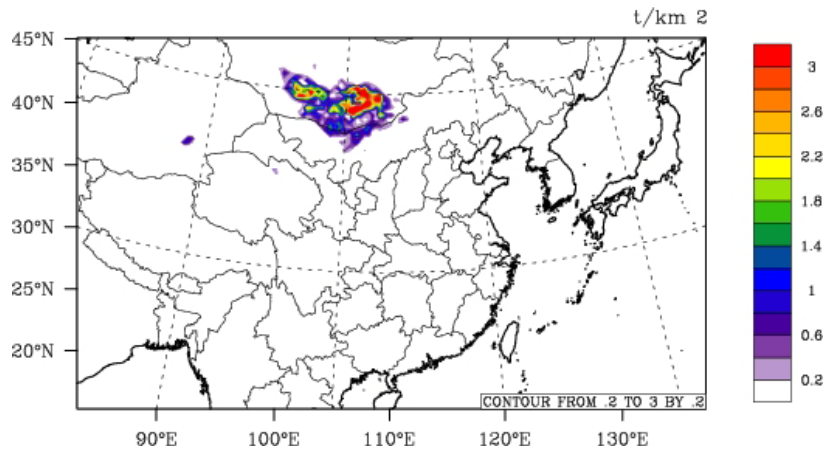 t/km 2
45°N
40°N
35°N
30°N
25°N
20°N
90°E
100°E
110°E
120°E
130°E
CONTOUR FROM .2 TO 3 BY .2
3
2.6
2.2
1.8
1.4
1
0.6
0.2